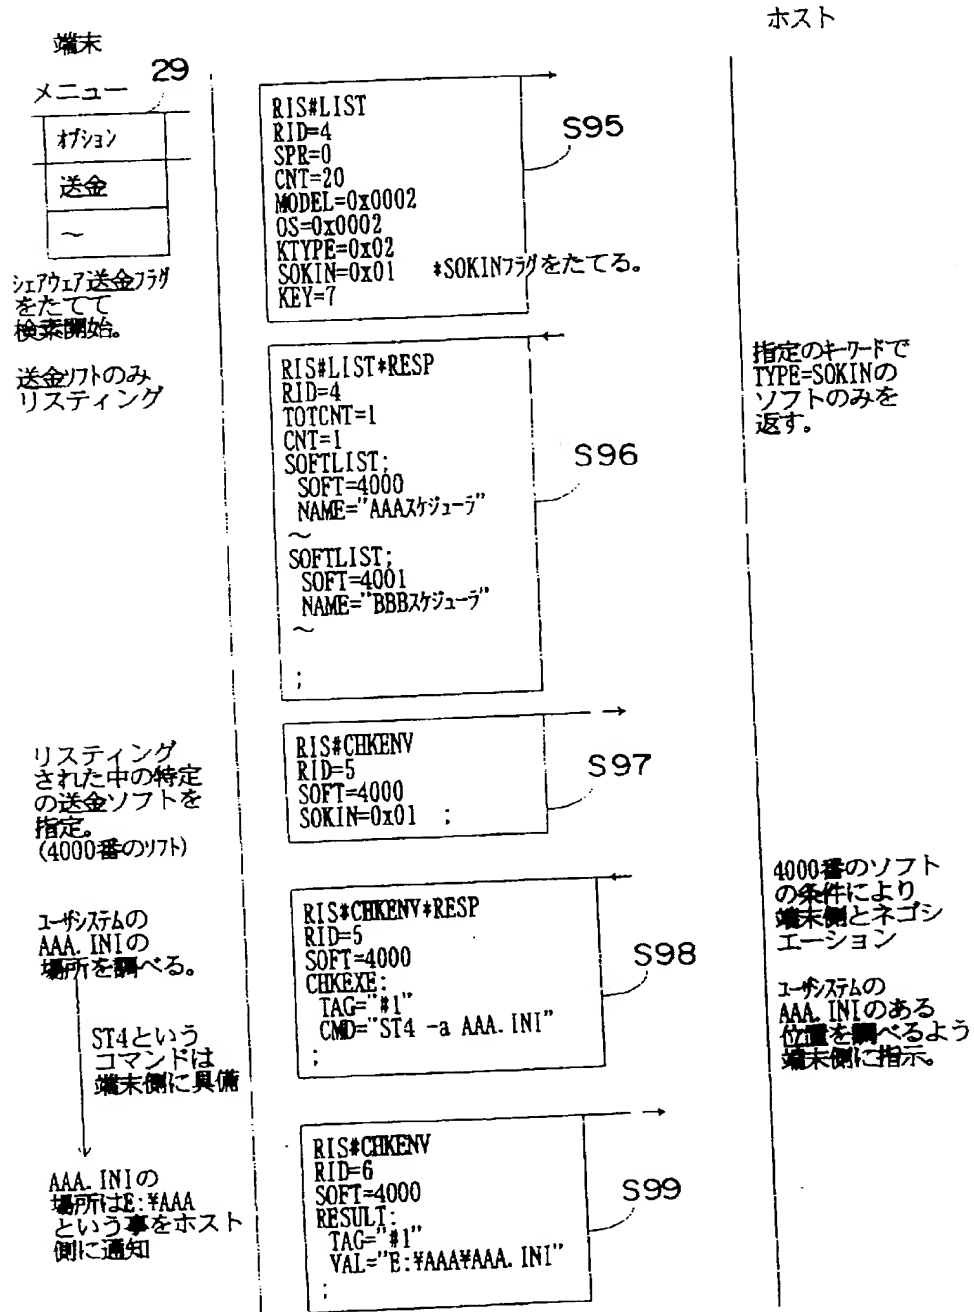 ホスト
端末
29
メニュー
オプション
送金
～
シェアウェア送金フラグ
をたてて
検索開始。
RIS#LIST
RID=4
SPR=0
CNT=20
MODEL=0x0002
OS=0x0002
KTYPE=0x02
SOKIN=0x01 *SOKINフラグをたてる。
KEY=7
S95
送金ソフトのみ
リスティング
RIS#LIST*RESP
RID=4
TOTCNT=1
CNT=1
SOFTLIST;
SOFT=4000
NAME="AAAスケジューラ"
～
SOFTLIST;
SOFT=4001
NAME="BBBスケジューラ"
～
;
S96
指定のキーワードで
TYPE=SOKINの
ソフトのみを
返す。
リスティング
された中の特定
の送金ソフトを
指定。
(4000番のソフト)
RIS#CHKENV
RID=5
SOFT=4000
SOKIN=0x01 ;
S97
ユーザシステムの
AAA.INIの
場所を調べる。
ST4という
コマンドは
端末側に具備
RIS#CHKENV*RESP
RID=5
SOFT=4000
CHKEXE:
TAG="#1"
CMD="ST4 -a AAA.INI"
;
S98
4000番のソフト
の条件により
端末側とネゴシ
エーション
ユーザシステムの
AAA.INIのある
位置を調べるよう
端末側に指示。
AAA.INIの
場所はE:¥AAA
という事をホスト
側に通知
RIS#CHKENV
RID=6
SOFT=4000
RESULT:
TAG="#1"
VAL="E:¥AAA¥AAA.INI"
;
S99